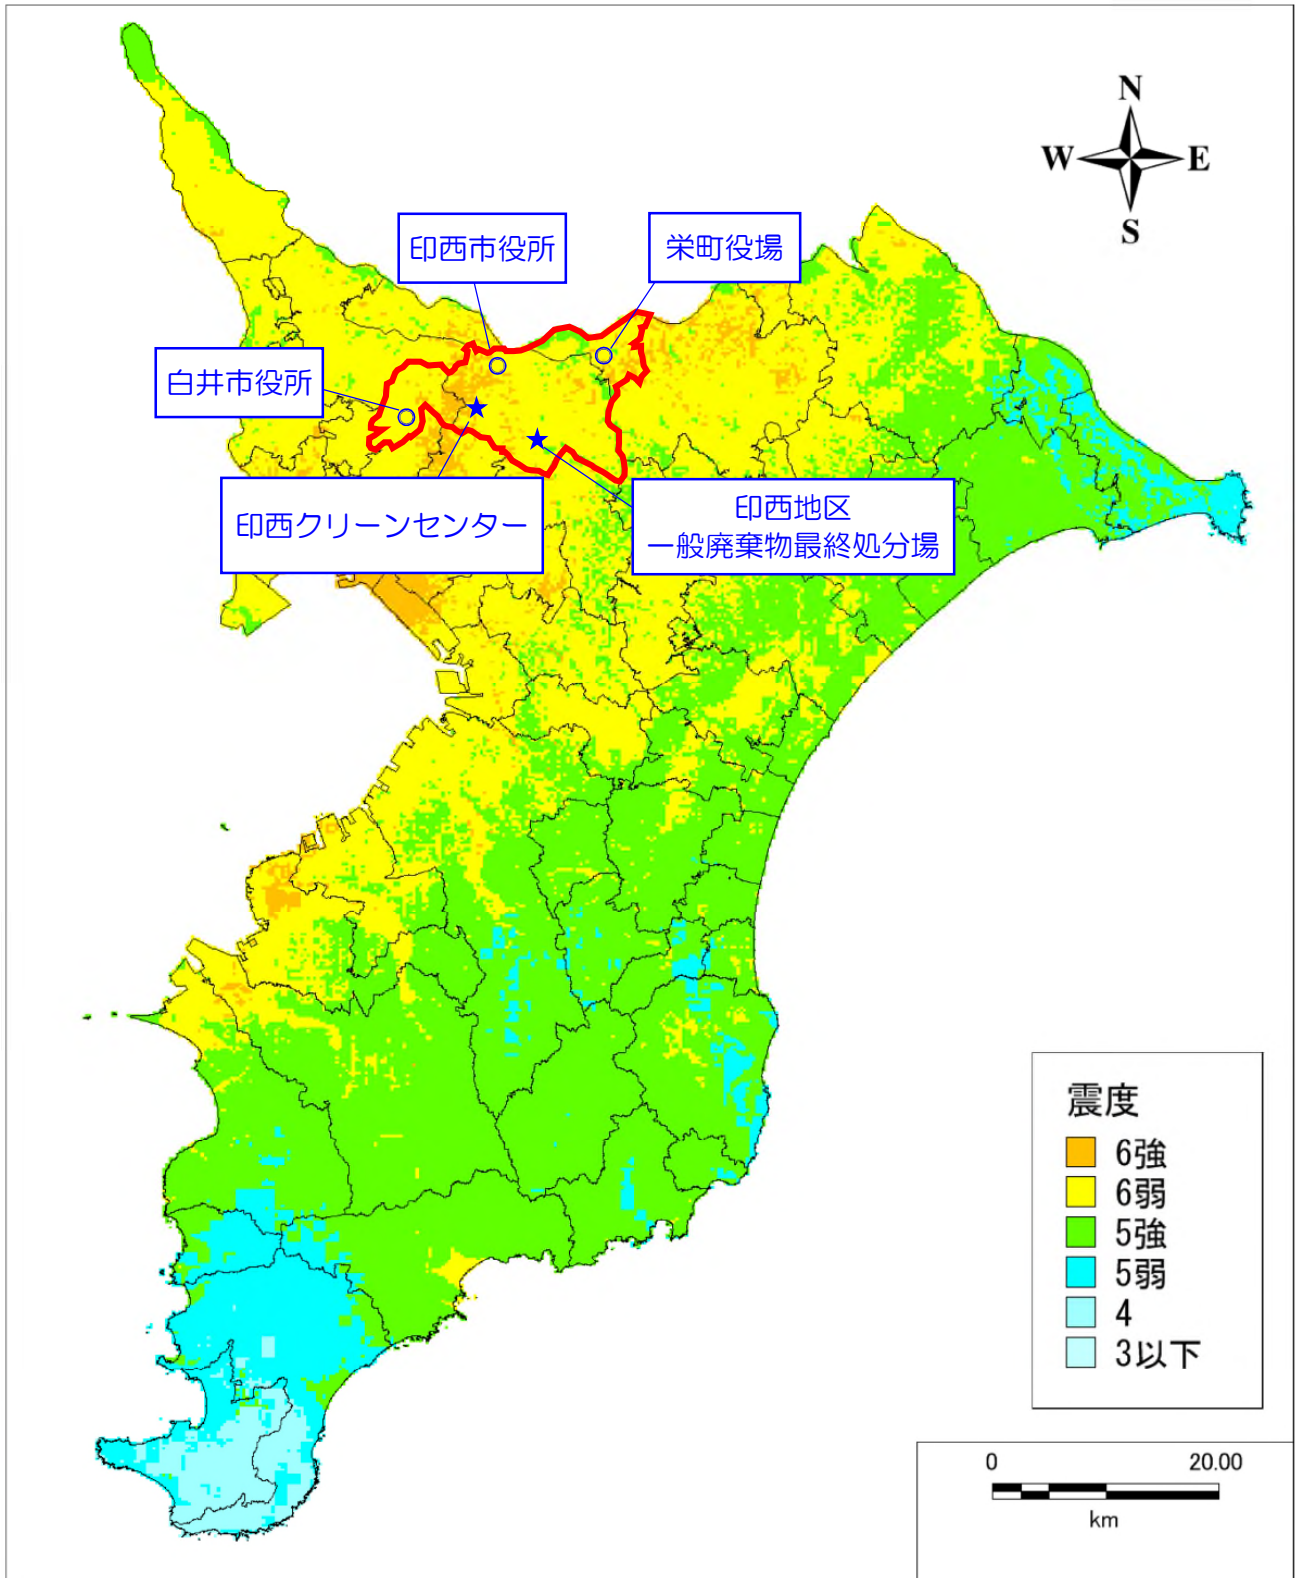 N
W
E
S
印西市役所
栄町役場
白井市役所
印西クリーンセンター
印西地区
一般廃棄物最終処分場
震度
6強
6弱
5強
5弱
4
3以下
0
20.00
km